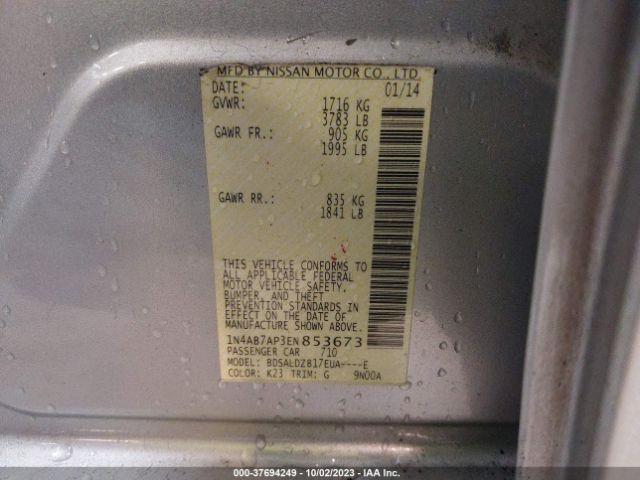 MFD BY NISSAN MOTOR CO., LTD.
DATE: 01/14
GVWR: 1716 KG
3783 LB
GAWR FR.: 905 KG
1995 LB
GAWR RR.: 835 KG
1841 LB
THIS VEHICLE CONFORMS TO
ALL APPLICABLE FEDERAL
MOTOR VEHICLE SAFETY,
BUMPER, AND THEFT
PREVENTION STANDARDS IN
EFFECT ON THE DATE OF
MANUFACTURE SHOWN ABOVE.
1N4AB7AP3EN853673
PASSENGER CAR 710
MODEL: BDSALDZB17EUA----E
COLOR: K23 TRIM: G 9N00A
000-37694249 | 10/02/2023 | IAA Inc.